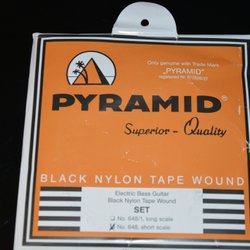 Only genuine with Trade Mark
"PYRAMID"
PYRAMID®
Superior - Quality
BLACK NYLON TAPE WOUND
Electric Bass Guitar
Black Nylon Tape Wound
SET
No. 648/1, long scale
No. 648, short scale